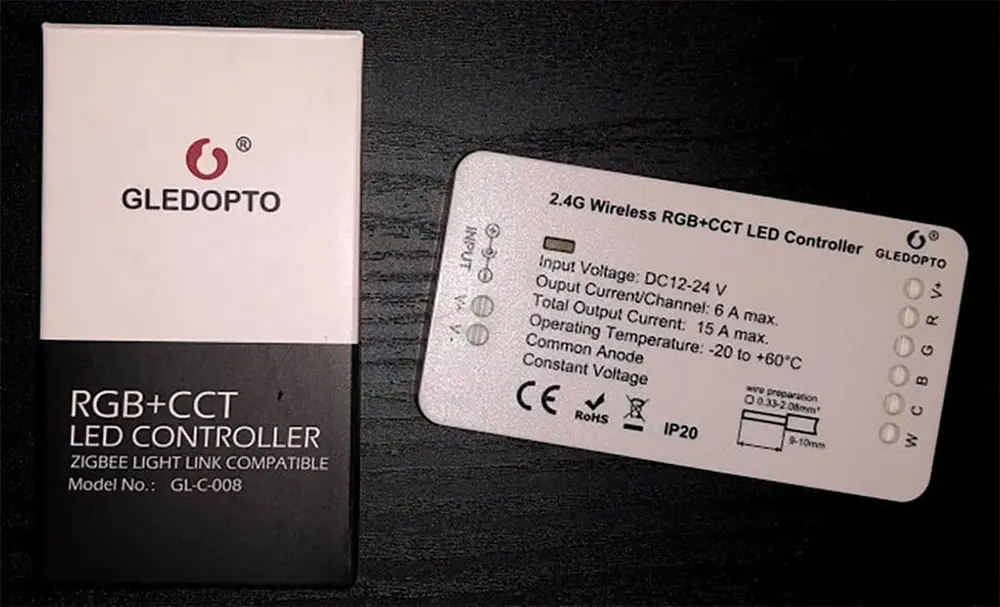 ®
GLEDOPTO
RGB+CCT
LED CONTROLLER
ZIGBEE LIGHT LINK COMPATIBLE
Model No.: GL-C-008
2.4G Wireless RGB+CCT LED Controller
®
GLEDOPTO
INPUT
V+
V-
Input Voltage: DC12-24 V
Ouput Current/Channel: 6 A max.
Total Output Current: 15 A max.
Operating Temperature: -20 to +60°C
Common Anode
Constant Voltage
CE
RoHS
IP20
wire preparation
0.33-2.08mm²
9-10mm
V+
R
G
B
C
W